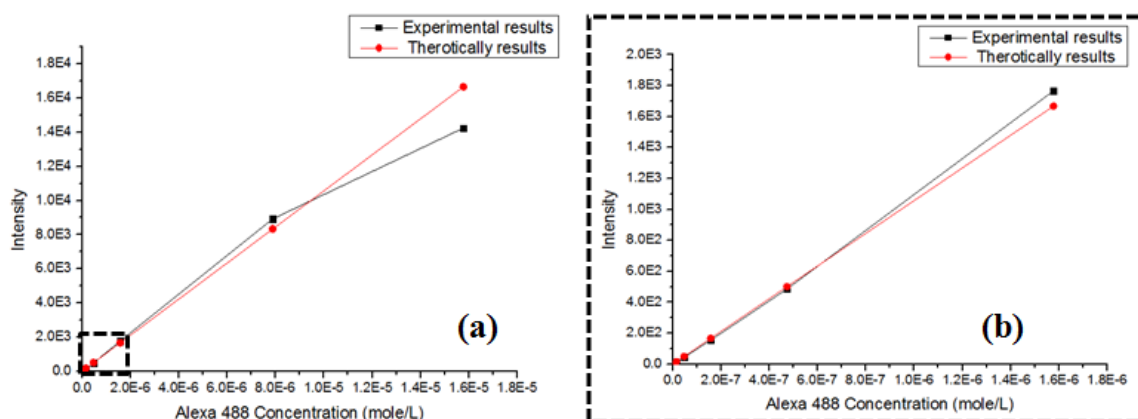 Experimental results
Therotically results
1.8E4
1.6E4
1.4E4
1.2E4
1.0E4
8.0E3
6.0E3
4.0E3
2.0E3
0.0
Intensity
(a)
0.0 2.0E-6 4.0E-6 6.0E-6 8.0E-6 1.0E-5 1.2E-5 1.4E-5 1.6E-5 1.8E-5
Alexa 488 Concentration (mole/L)
Experimental results
Therotically results
2.0E3
1.8E3
1.6E3
1.3E3
1.2E3
1.0E3
8.0E2
6.0E2
4.0E2
2.0E2
0.0
Intensity
(b)
0.0 2.0E-7 4.0E-7 6.0E-7 8.0E-7 1.0E-6 1.2E-6 1.4E-6 1.6E-6 1.8E-6
Alexa 488 Concentration (mole/L)